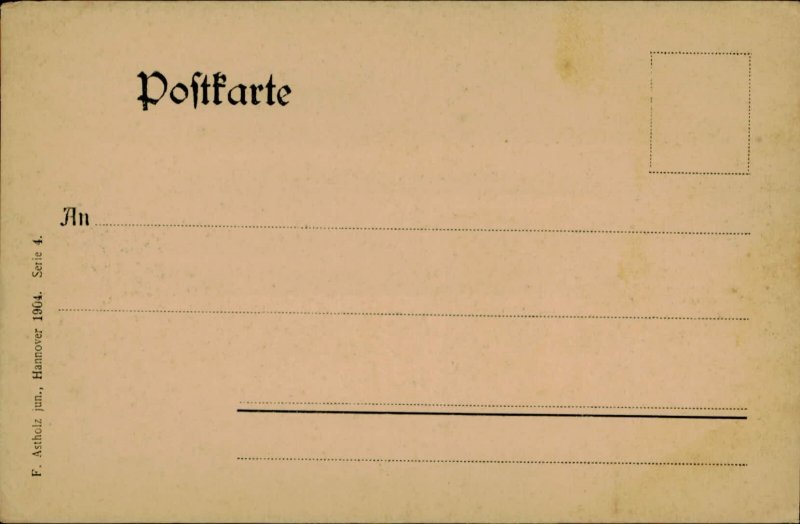 Poſtkarte
An
F. Astholz jun., Hannover 1904. Serie 4.